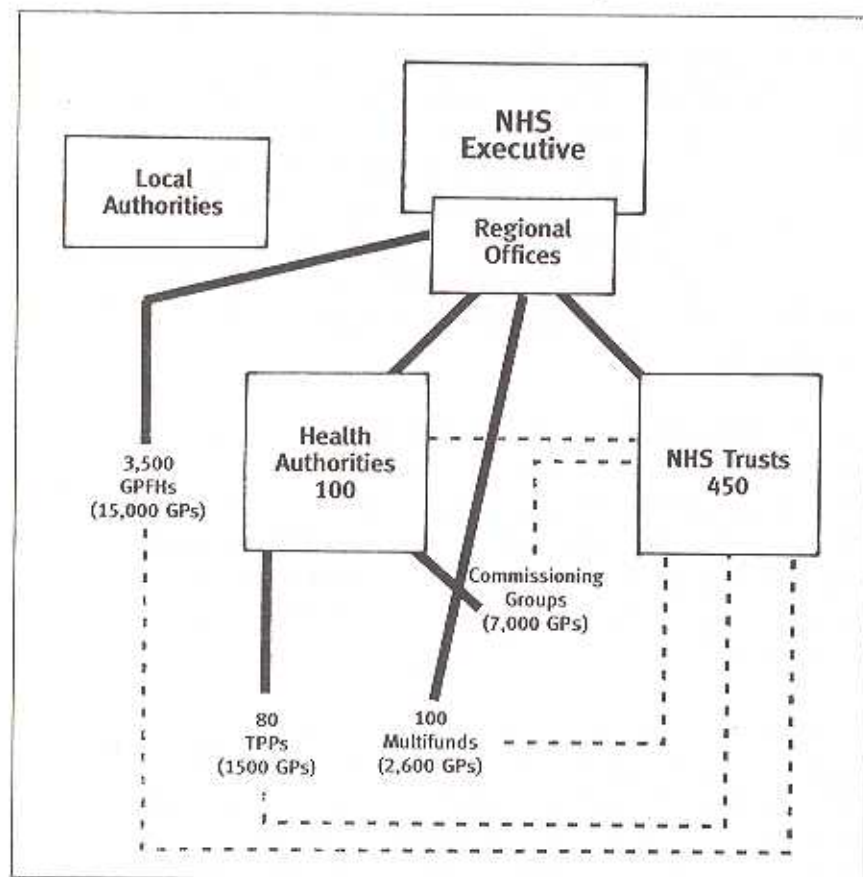 NHS
Executive
Local
Authorities
Regional
Offices
Health
Authorities
100
NHS Trusts
450
3,500
GPFHs
(15,000 GPs)
Commissioning
Groups
(7,000 GPs)
80
TPPs
(1500 GPs)
100
Multifunds
(2,600 GPs)